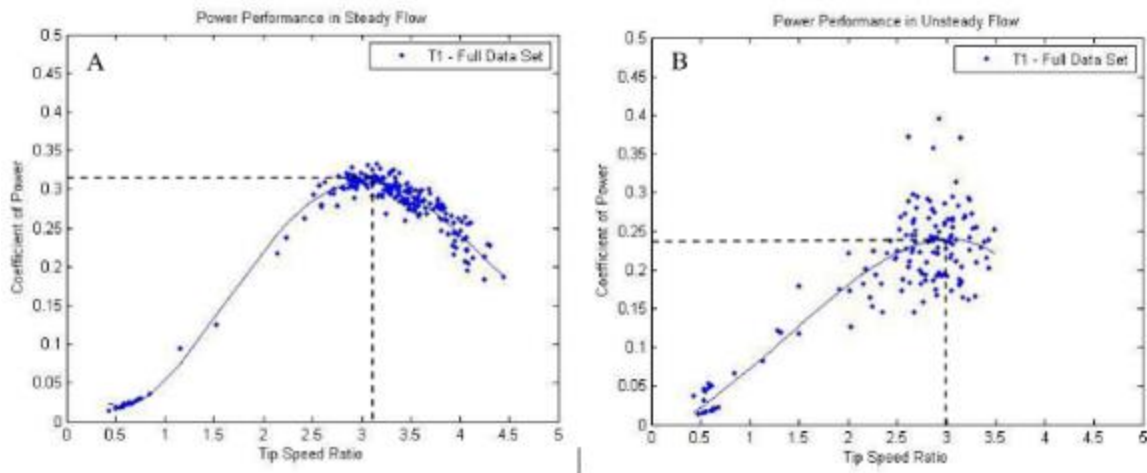 Power Performance in Steady Flow
A
T1 - Full Data Set
0.5
0.45
0.4
0.35
0.3
0.25
0.2
0.15
0.1
0.05
0
Coefficient of Power
0 0.5 1 1.5 2 2.5 3 3.5 4 4.5 5
Tip Speed Ratio
Power Performance in Unsteady Flow
B
T1 - Full Data Set
0.5
0.45
0.4
0.35
0.3
0.25
0.2
0.15
0.1
0.05
0
Coefficient of Power
0 0.5 1 1.5 2 2.5 3 3.5 4 4.5 5
Tip Speed Ratio